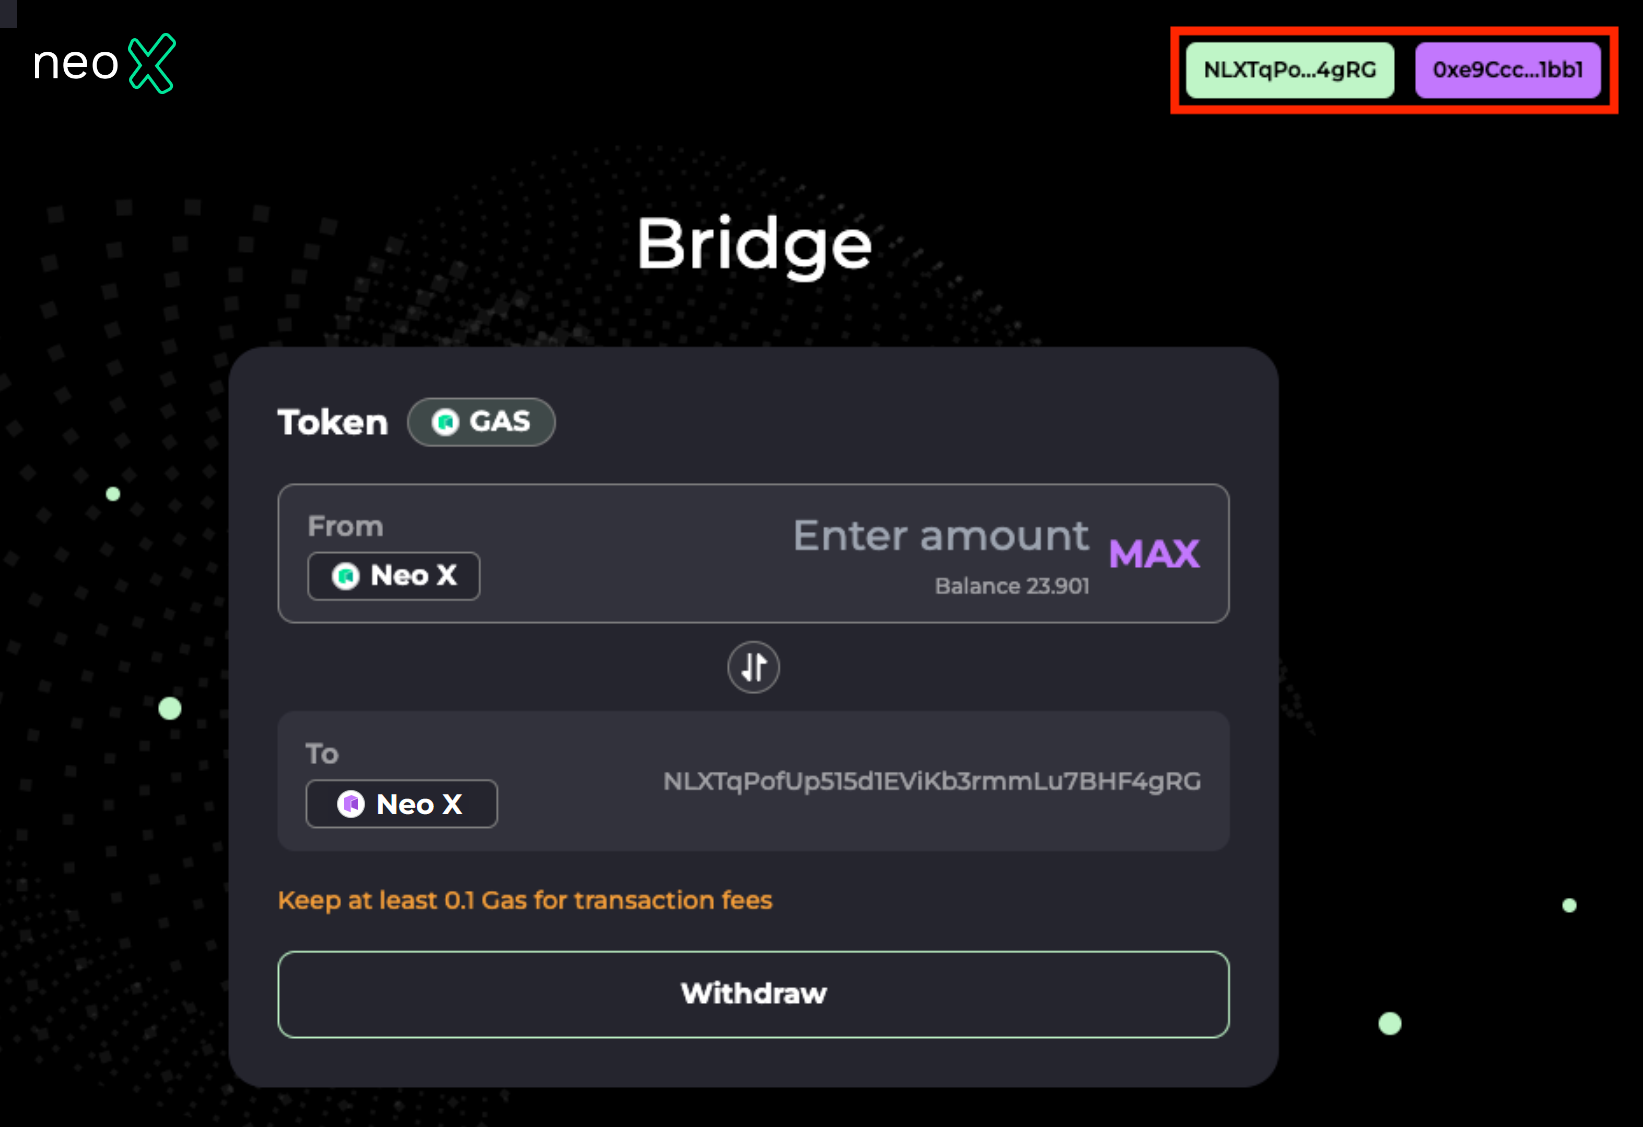 neo X
NLXTqPo...4gRG
0xe9Ccc...1bb1
Bridge
Token GAS
From
Enter amount
MAX
Neo X
Balance 23.901
To
NLXTqPofUp515d1EViKb3rmmLu7BHF4gRG
Neo X
Keep at least 0.1 Gas for transaction fees
Withdraw